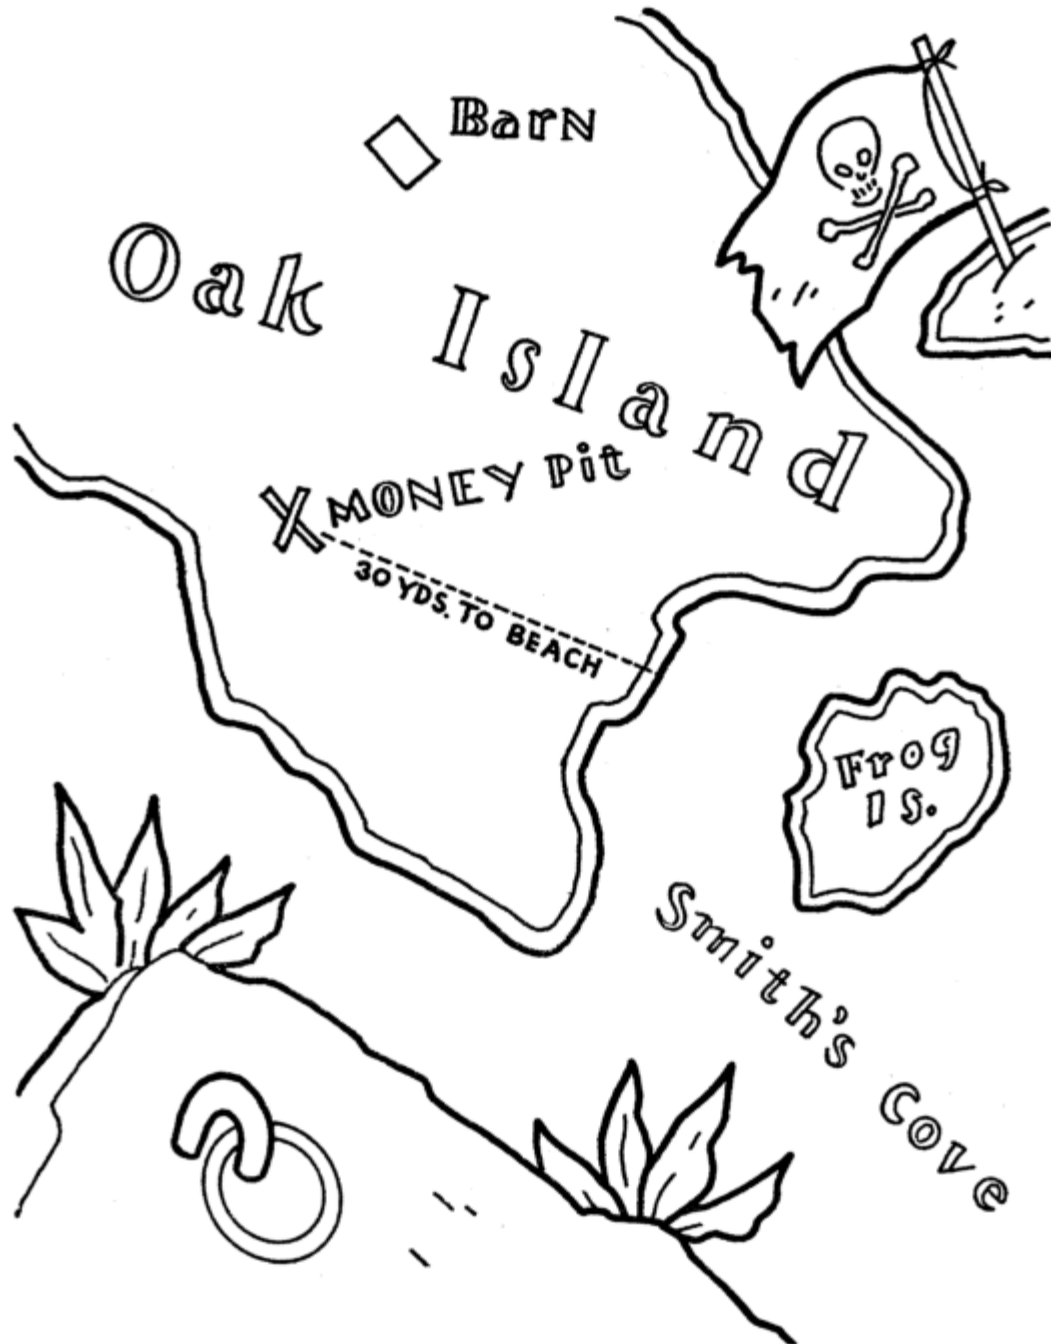 Barn
Oak Island
MONEY Pit
30 YDS. TO BEACH
Frog
Is.
Smith's Cove